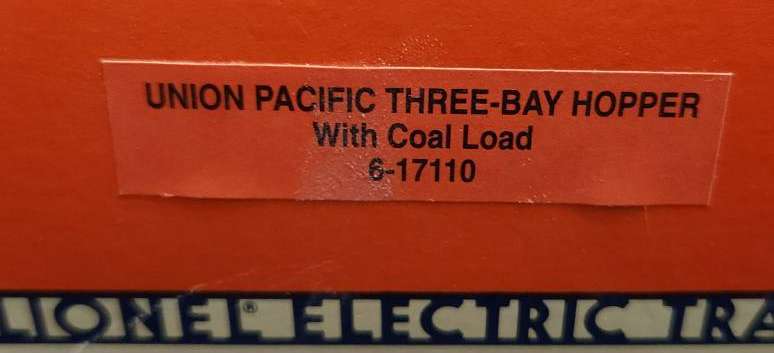 UNION PACIFIC THREE-BAY HOPPER
With Coal Load
6-17110
LIONEL® ELECTRIC TRA